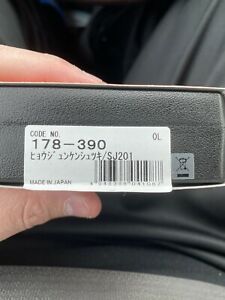 CODE NO.
178-390 0L
ﾋｮｳｼﾞｭﾝｹﾝｼｭﾂｷ/SJ201
MADE IN JAPAN